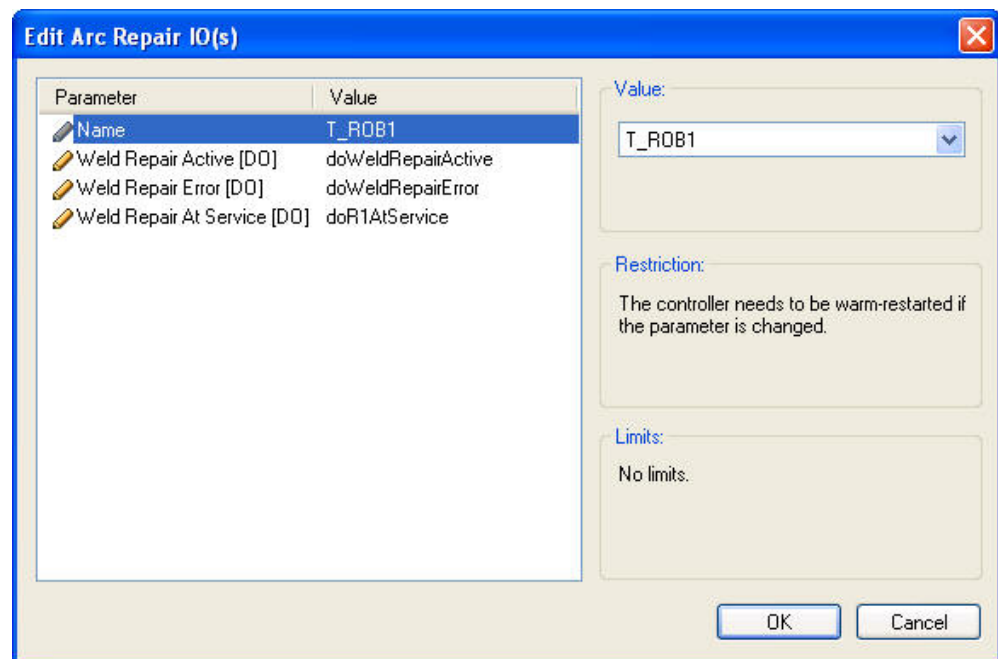 Edit Arc Repair IO(s)
Parameter Value
Name T_ROB1
Weld Repair Active [DO] doWeldRepairActive
Weld Repair Error [DO] doWeldRepairError
Weld Repair At Service [DO] doR1AtService
Value:
T_ROB1
Restriction:
The controller needs to be warm-restarted if
the parameter is changed.
Limits:
No limits.
OK Cancel